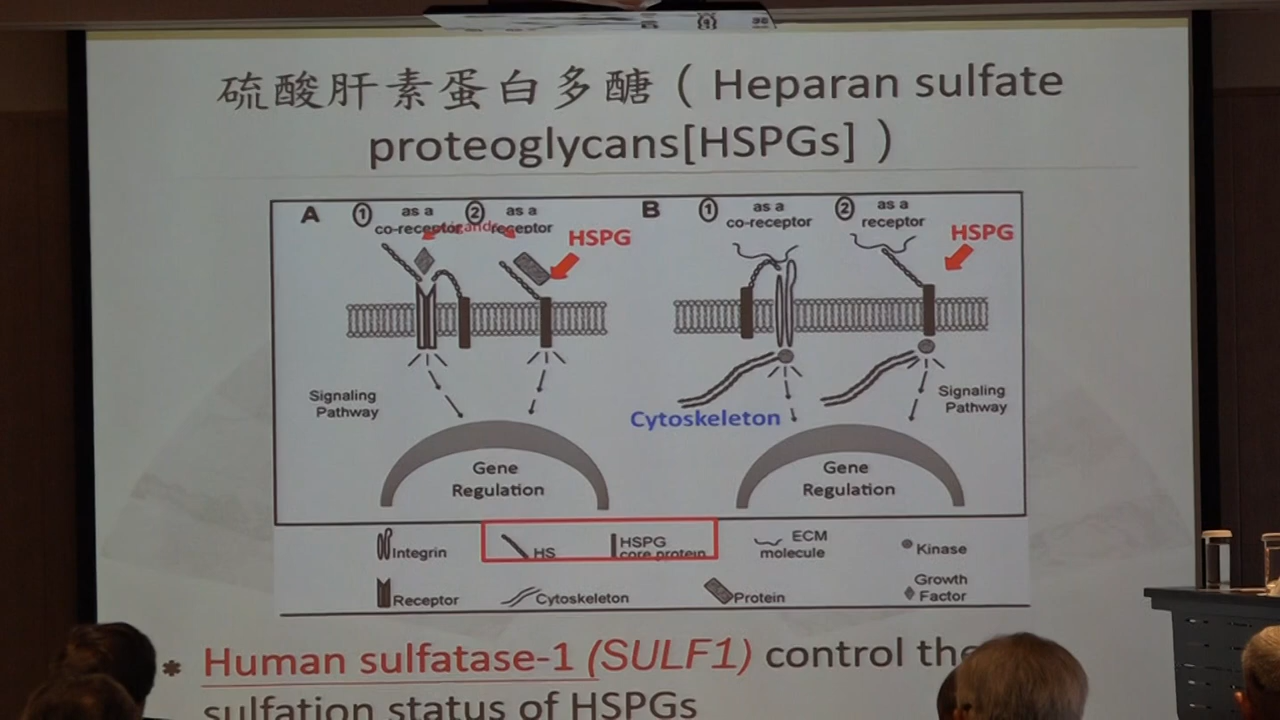 硫酸肝素蛋白多醣（Heparan sulfate
proteoglycans[HSPGs]）
A
① as a
co-receptor
② as a
receptor
Ligands
HSPG
B
① as a
co-receptor
② as a
receptor
HSPG
Signaling
Pathway
Cytoskeleton
Signaling
Pathway
Gene
Regulation
Gene
Regulation
Integrin
HS
HSPG
core protein
ECM
molecule
Kinase
Receptor
Cytoskeleton
Protein
Growth
Factor
* Human sulfatase-1 (SULF1) control the
sulfation status of HSPGs